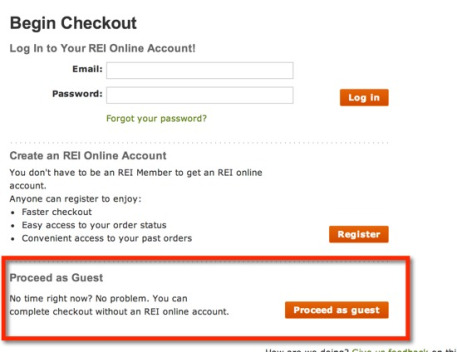 Begin Checkout
Log In to Your REI Online Account!
Email:
Password:
Log in
Forgot your password?
Create an REI Online Account
You don't have to be an REI Member to get an REI online
account.
Anyone can register to enjoy:
• Faster checkout
• Easy access to your order status
• Convenient access to your past orders
Register
Proceed as Guest
No time right now? No problem. You can
complete checkout without an REI online account.
Proceed as guest
How are we doing? Give us feedback on thi